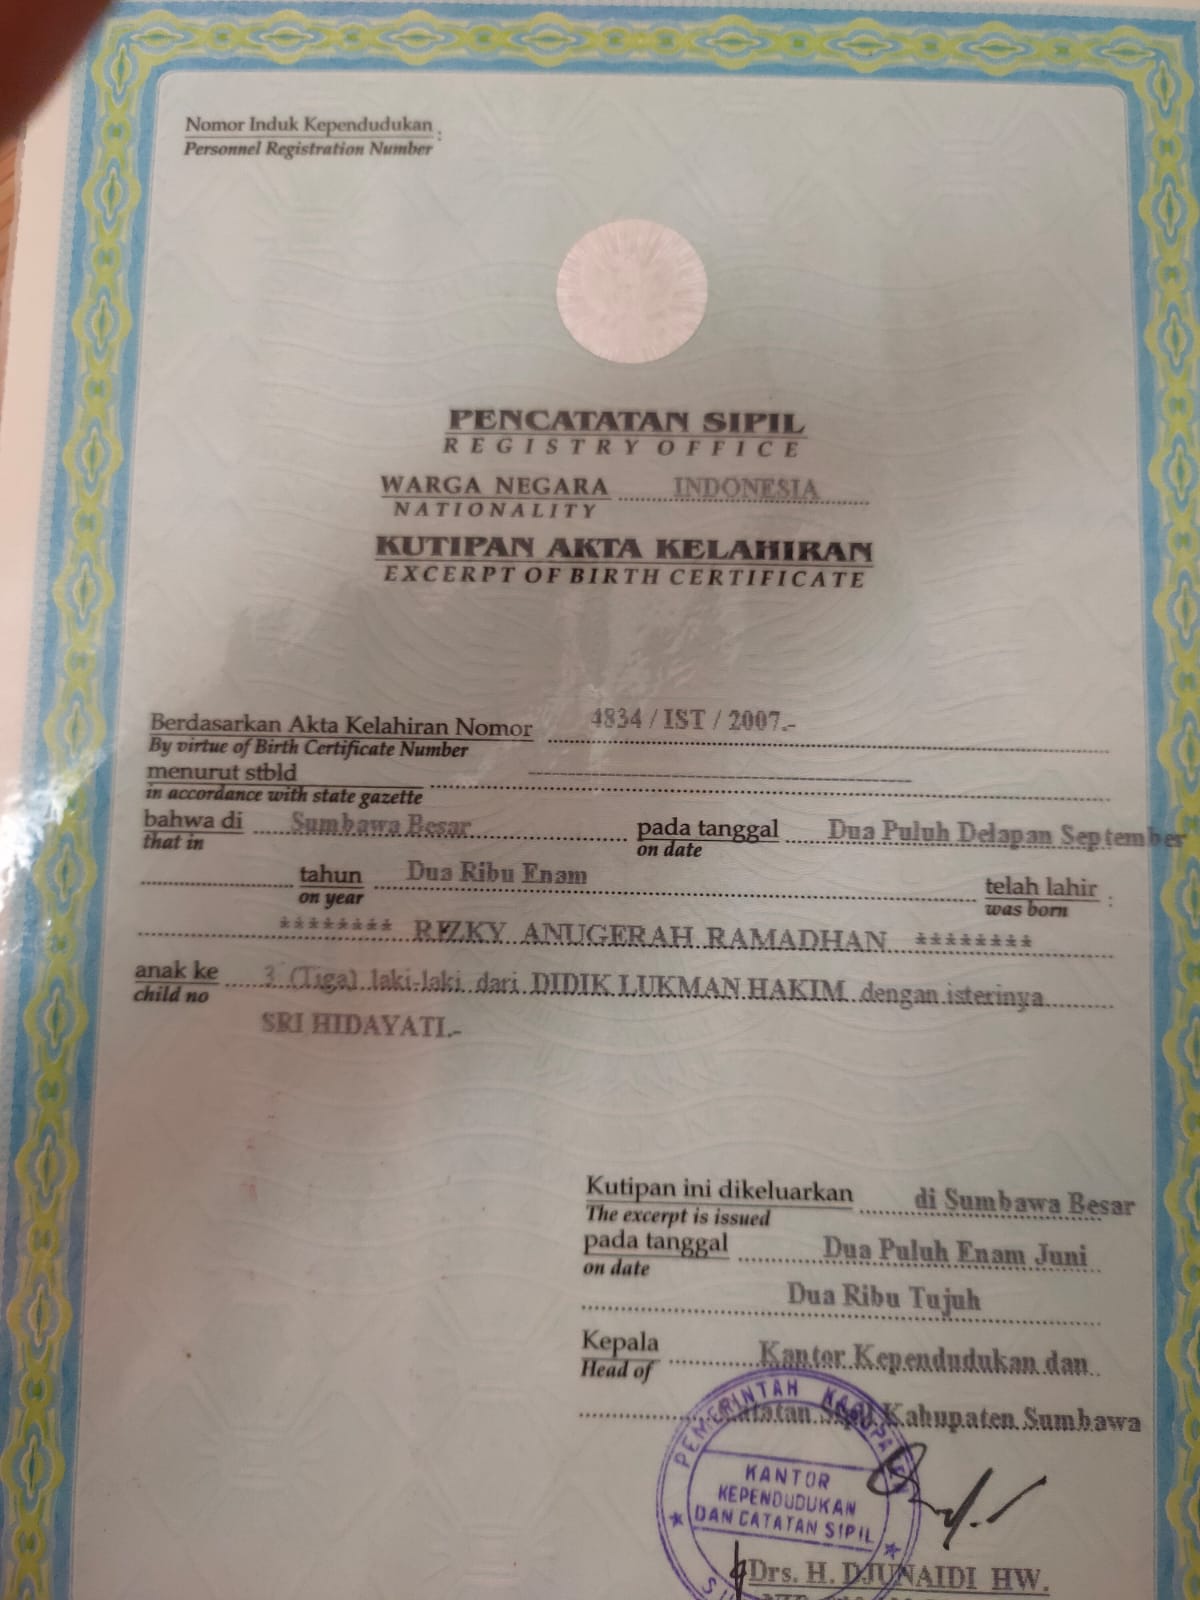 Nomor Induk Kependudukan :
Personnel Registration Number
PENCATATAN SIPIL
REGISTRY OFFICE
WARGA NEGARA INDONESIA
NATIONALITY
KUTIPAN AKTA KELAHIRAN
EXCERPT OF BIRTH CERTIFICATE
Berdasarkan Akta Kelahiran Nomor 4834 / IST / 2007.-
By virtue of Birth Certificate Number
menurut stbld --------------------
in accordance with state gazette
bahwa di Sumbawa Besar pada tanggal Dua Puluh Delapan September
that in on date
tahun Dua Ribu Enam telah lahir :
on year was born
******** RIZKY ANUGERAH RAMADHAN ********
anak ke 3 (Tiga) laki-laki dari DIDIK LUKMAN HAKIM dengan isterinya
child no
SRI HIDAYATI.-
Kutipan ini dikeluarkan di Sumbawa Besar
The excerpt is issued
pada tanggal Dua Puluh Enam Juni
on date
Dua Ribu Tujuh
Kepala Kantor Kependudukan dan
Head of
Catatan Sipil Kabupaten Sumbawa
PEMERINTAH KABUPATEN
KANTOR
KEPENDUDUKAN
DAN CATATAN SIPIL
Drs. H. DJUNAIDI HW.